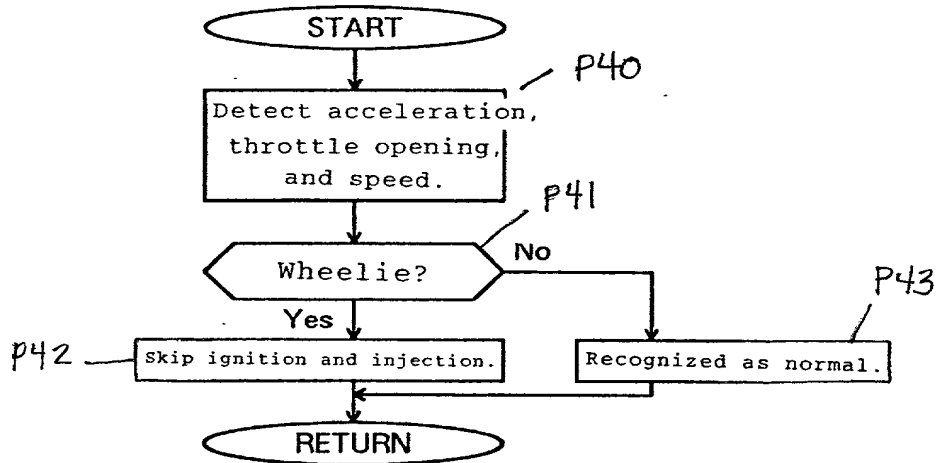 START
P40
Detect acceleration,
throttle opening,
and speed.
P41
Wheelie?
No
Yes
P43
P42
Skip ignition and injection.
Recognized as normal.
RETURN